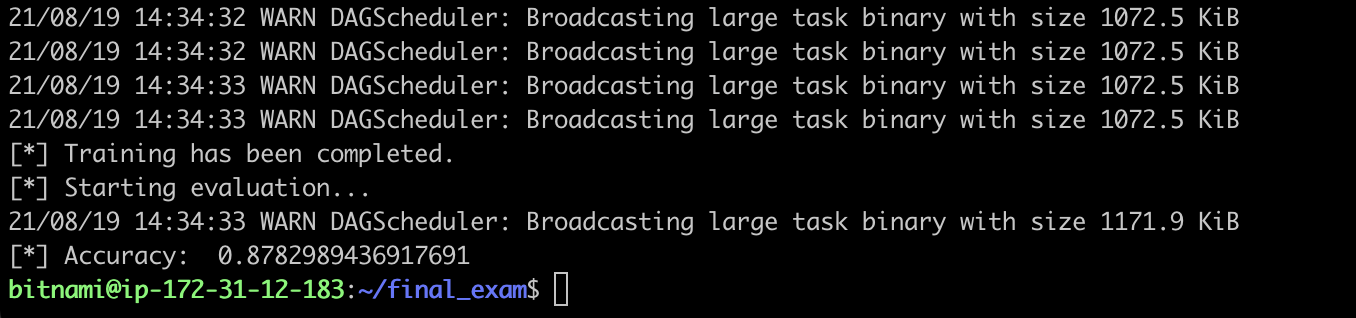 21/08/19 14:34:32 WARN DAGScheduler: Broadcasting large task binary with size 1072.5 KiB
21/08/19 14:34:32 WARN DAGScheduler: Broadcasting large task binary with size 1072.5 KiB
21/08/19 14:34:33 WARN DAGScheduler: Broadcasting large task binary with size 1072.5 KiB
21/08/19 14:34:33 WARN DAGScheduler: Broadcasting large task binary with size 1072.5 KiB
[*] Training has been completed.
[*] Starting evaluation...
21/08/19 14:34:33 WARN DAGScheduler: Broadcasting large task binary with size 1171.9 KiB
[*] Accuracy:  0.8782989436917691
bitnami@ip-172-31-12-183:~/final_exam$